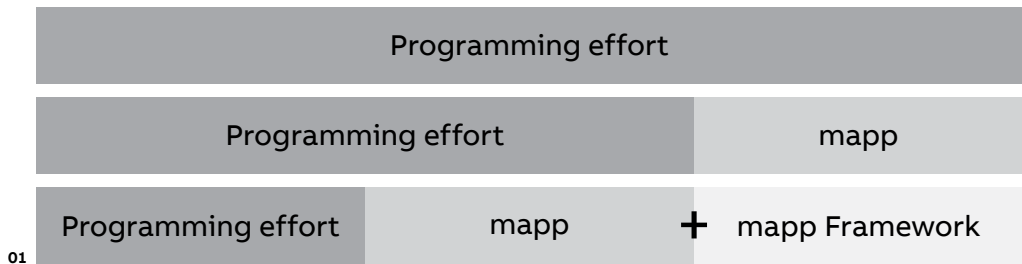 Programming effort
Programming effort mapp
Programming effort mapp + mapp Framework
01